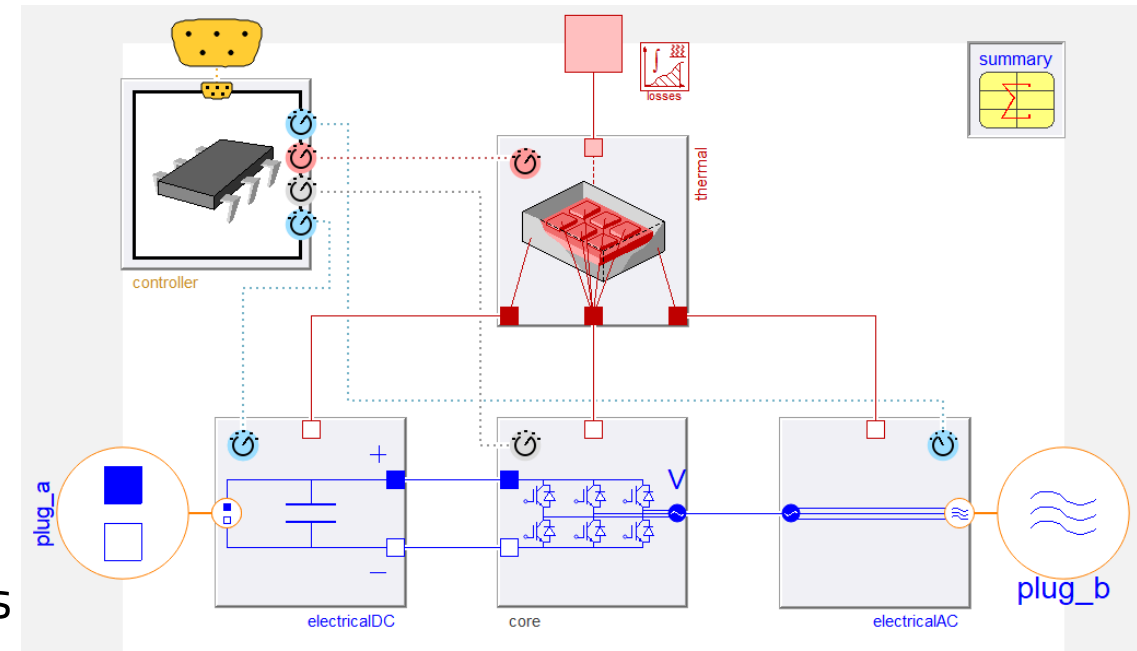 summary
losses
thermal
controller
+
V
plug_a
−
s
plug_b
electricalDC
core
electricalAC